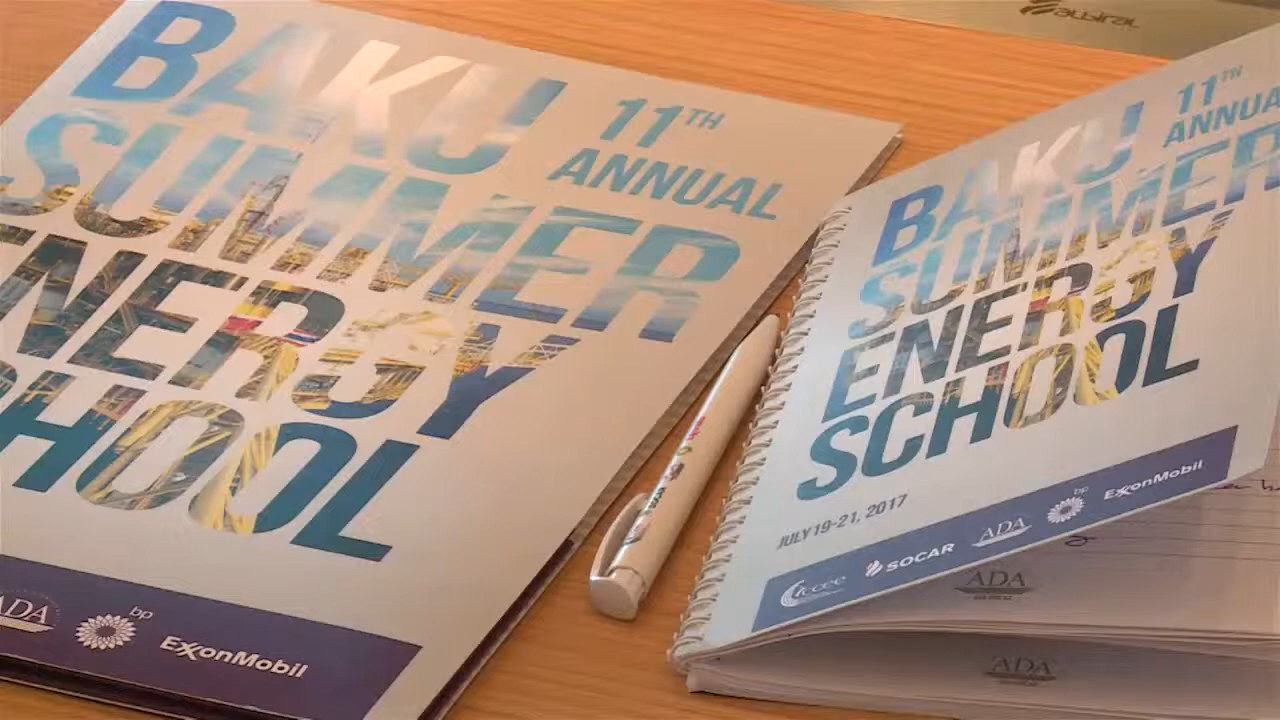 BAKU
11TH
ANNUAL
SUMMER
ENERGY
SCHOOL
ADA
bp
ExxonMobil
11TH
ANNUAL
BAKU
SUMMER
ENERGY
SCHOOL
JULY 19-21, 2017
rccee
SOCAR
ADA
bp
ExxonMobil
ADA
ADA